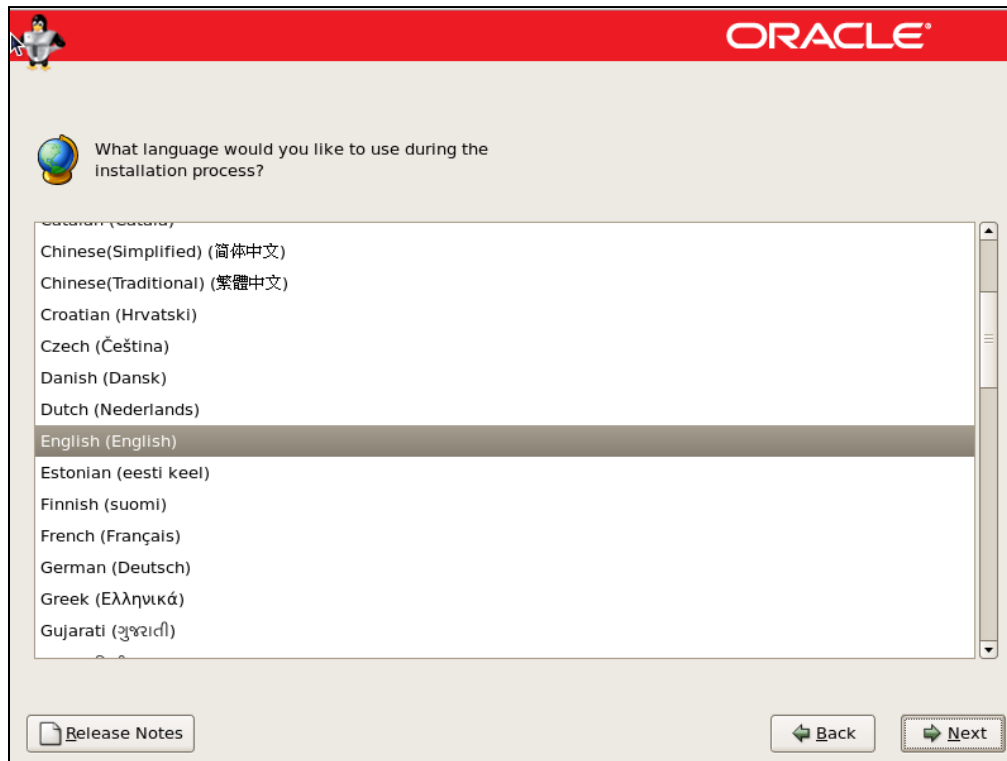 ORACLE®
What language would you like to use during the
installation process?
Catalan (Català)
Chinese(Simplified) (简体中文)
Chinese(Traditional) (繁體中文)
Croatian (Hrvatski)
Czech (Čeština)
Danish (Dansk)
Dutch (Nederlands)
English (English)
Estonian (eesti keel)
Finnish (suomi)
French (Français)
German (Deutsch)
Greek (Ελληνικά)
Gujarati (ગુજરાતી)
Release Notes
Back
Next